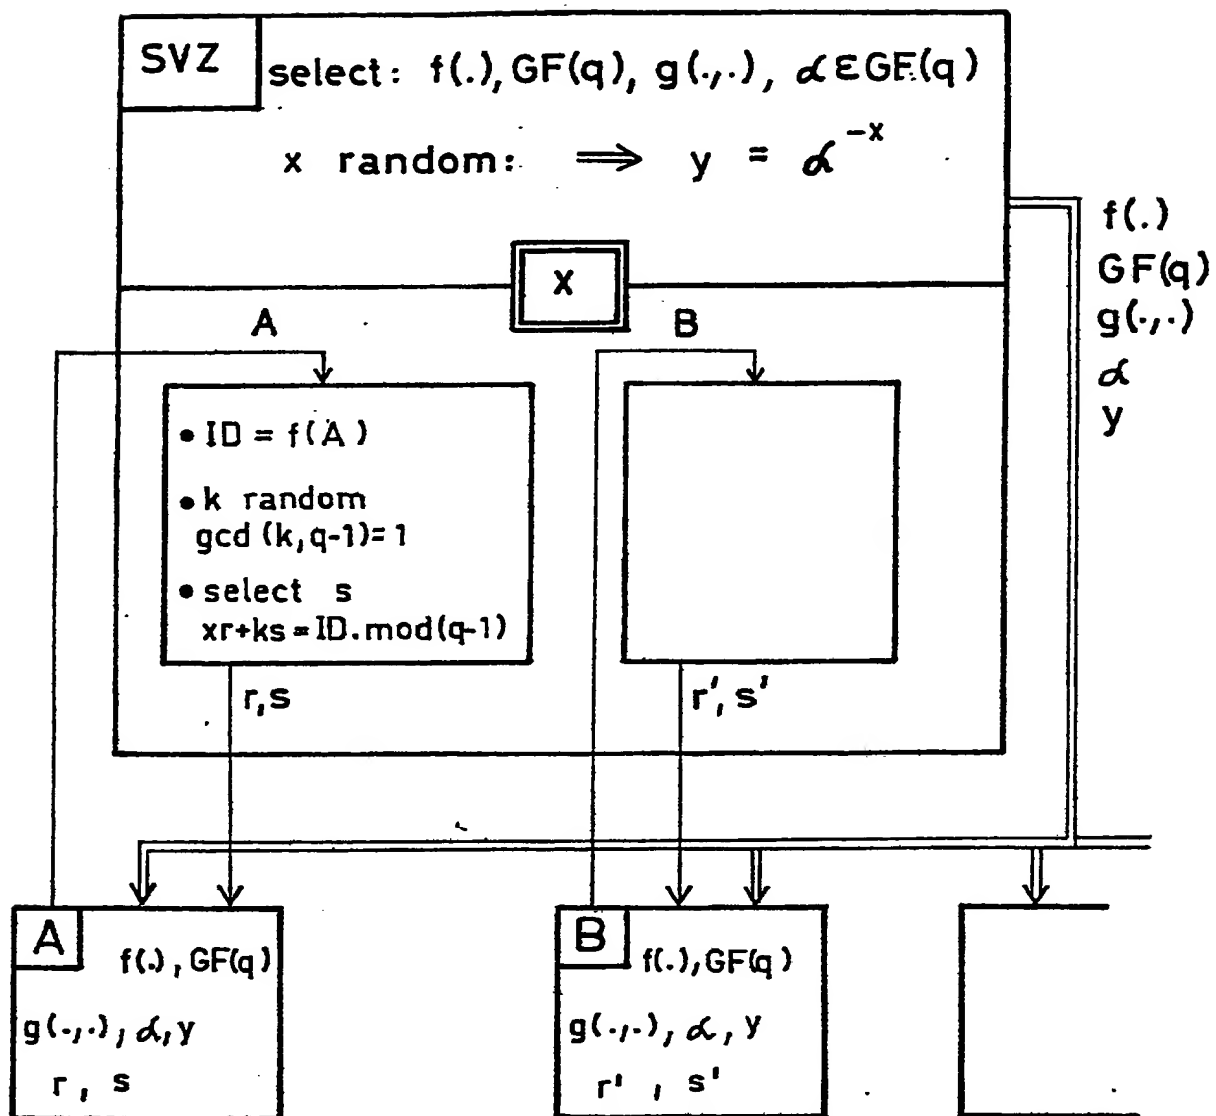 SVZ
select: f(.), GF(q), g(.,.), α ε GF(q)
x random: ⇒ y = α⁻ˣ
x
f(.)
GF(q)
g(.,.)
α
y
A
• ID = f(A)
• k random
gcd (k, q-1) = 1
• select s
xr+ks = ID.mod(q-1)
r,s
B
r', s'
A
f(.), GF(q)
g(.,.), α, y
r, s
B
f(.), GF(q)
g(.,.), α, y
r', s'